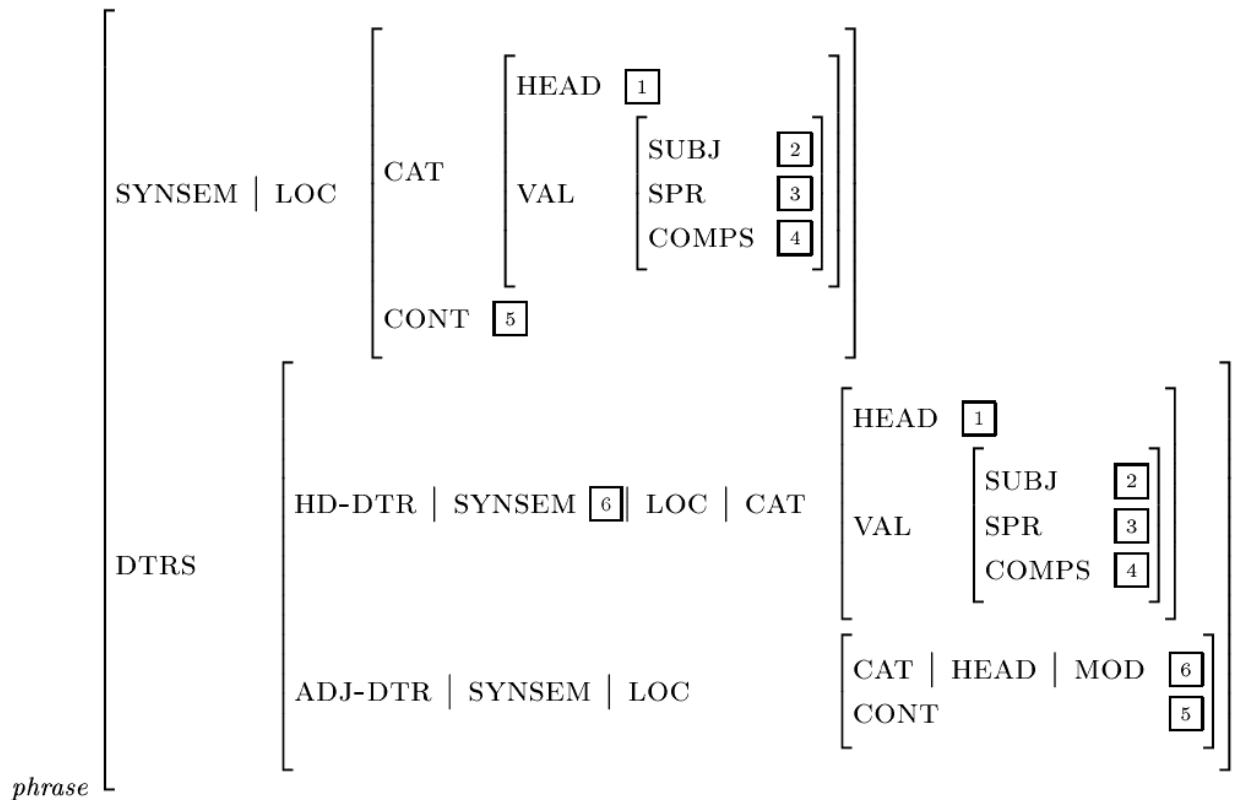 HEAD 1
SUBJ 2
CAT
SYNSEM | LOC VAL SPR 3
COMPS 4
CONT 5
HEAD 1
SUBJ 2
HD-DTR | SYNSEM 6 | LOC | CAT
VAL SPR 3
DTRS
COMPS 4
CAT | HEAD | MOD 6
ADJ-DTR | SYNSEM | LOC
CONT 5
phrase